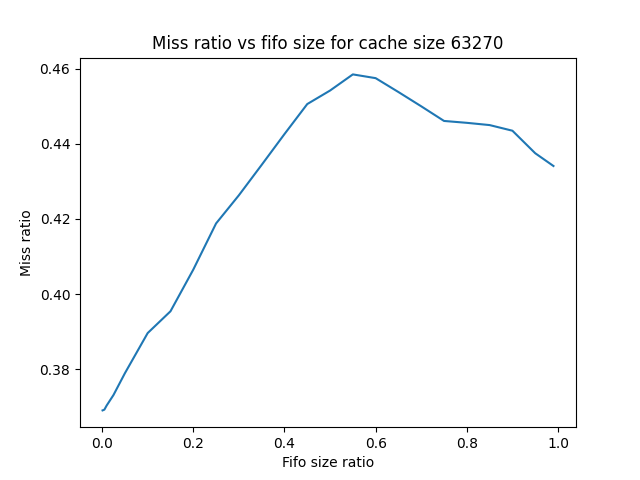 Miss ratio vs fifo size for cache size 63270
0.46
0.44
0.42
0.40
0.38
Miss ratio
0.0 0.2 0.4 0.6 0.8 1.0
Fifo size ratio